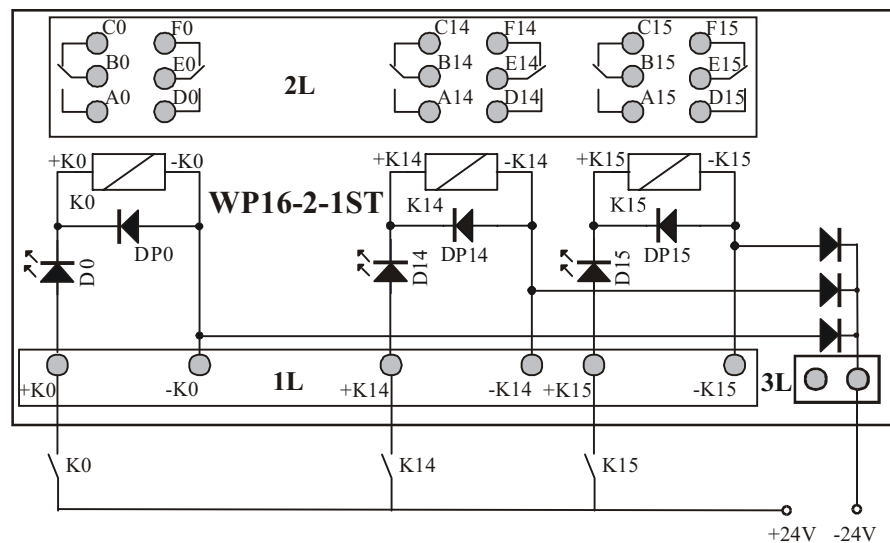 C0 F0 C14 F14 C15 F15
B0 E0 B14 E14 B15 E15
2L
A0 D0 A14 D14 A15 D15
+K0 -K0 +K14 -K14 +K15 -K15
K0 WP16-2-1ST K14 K15
DP0 DP14 DP15
D0 D14 D15
1L 3L
+K0 -K0 +K14 -K14 +K15 -K15
K0 K14 K15
+24V -24V